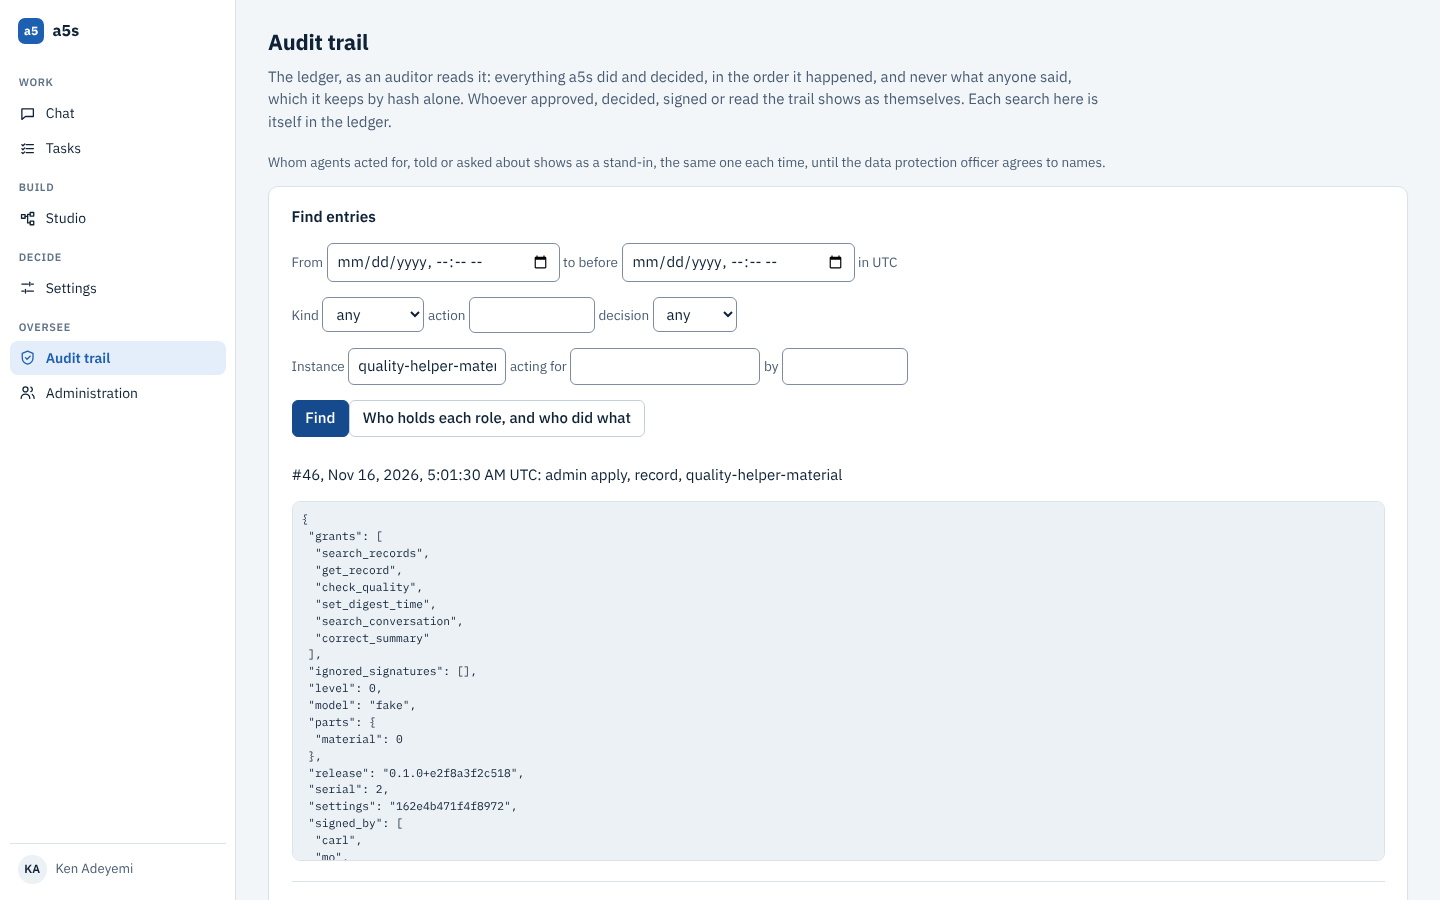 a5 a5s
WORK
Chat
Tasks
BUILD
Studio
DECIDE
Settings
OVERSEE
Audit trail
Administration
KA Ken Adeyemi
Audit trail
The ledger, as an auditor reads it: everything a5s did and decided, in the order it happened, and never what anyone said,
which it keeps by hash alone. Whoever approved, decided, signed or read the trail shows as themselves. Each search here is
itself in the ledger.
Whom agents acted for, told or asked about shows as a stand-in, the same one each time, until the data protection officer agrees to names.
Find entries
From mm/dd/yyyy, --:-- -- to before mm/dd/yyyy, --:-- -- in UTC
Kind any action decision any
Instance quality-helper-mater acting for by
Find Who holds each role, and who did what
#46, Nov 16, 2026, 5:01:30 AM UTC: admin apply, record, quality-helper-material
{
"grants": [
"search_records",
"get_record",
"check_quality",
"set_digest_time",
"search_conversation",
"correct_summary"
],
"ignored_signatures": [],
"level": 0,
"model": "fake",
"parts": {
"material": 0
},
"release": "0.1.0+e2f8a3f2c518",
"serial": 2,
"settings": "162e4b471f4f8972",
"signed_by": [
"carl",
"mo",